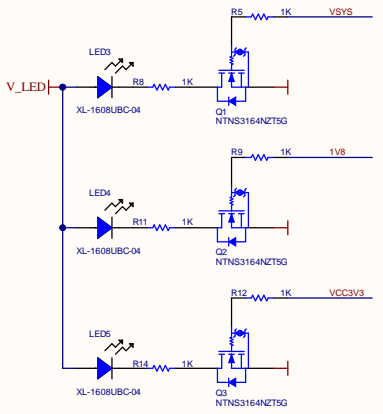 R5 1K VSYS
LED3
V_LED
R8 1K
XL-1608UBC-04
Q1
NTNS3164NZT5G
R9 1K 1V8
LED4
R11 1K
XL-1608UBC-04
Q2
NTNS3164NZT5G
R12 1K VCC3V3
LED5
R14 1K
XL-1608UBC-04
Q3
NTNS3164NZT5G